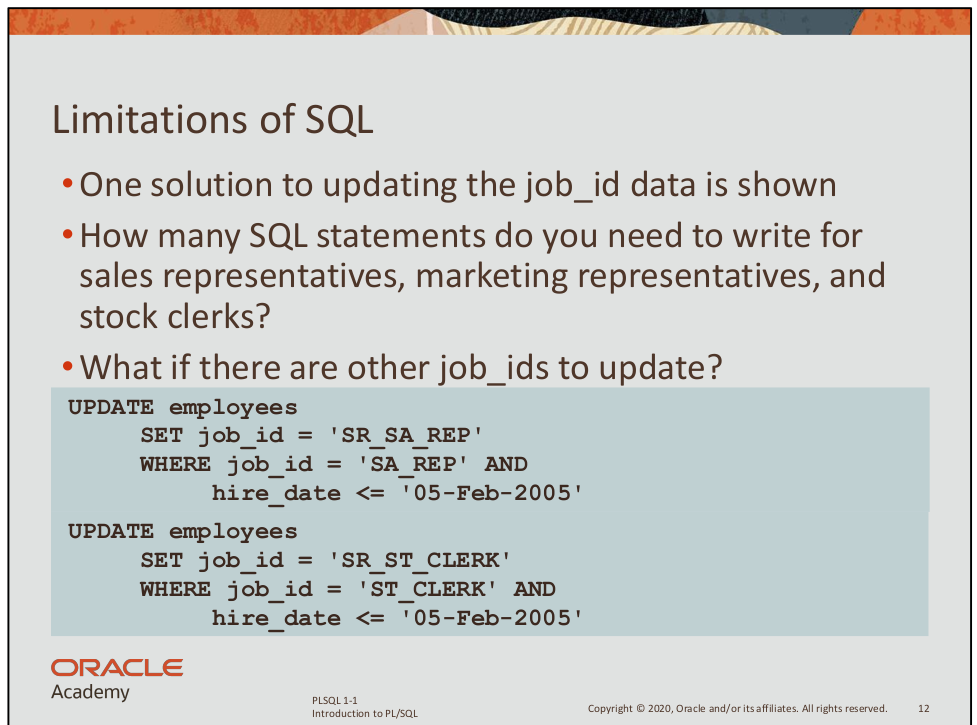 Limitations of SQL
• One solution to updating the job_id data is shown
• How many SQL statements do you need to write for
sales representatives, marketing representatives, and
stock clerks?
• What if there are other job_ids to update?
UPDATE employees
SET job_id = 'SR_SA_REP'
WHERE job_id = 'SA_REP' AND
hire_date <= '05-Feb-2005'
UPDATE employees
SET job_id = 'SR_ST_CLERK'
WHERE job_id = 'ST_CLERK' AND
hire_date <= '05-Feb-2005'
ORACLE
Academy
PLSQL 1-1
Introduction to PL/SQL
Copyright © 2020, Oracle and/or its affiliates. All rights reserved. 12